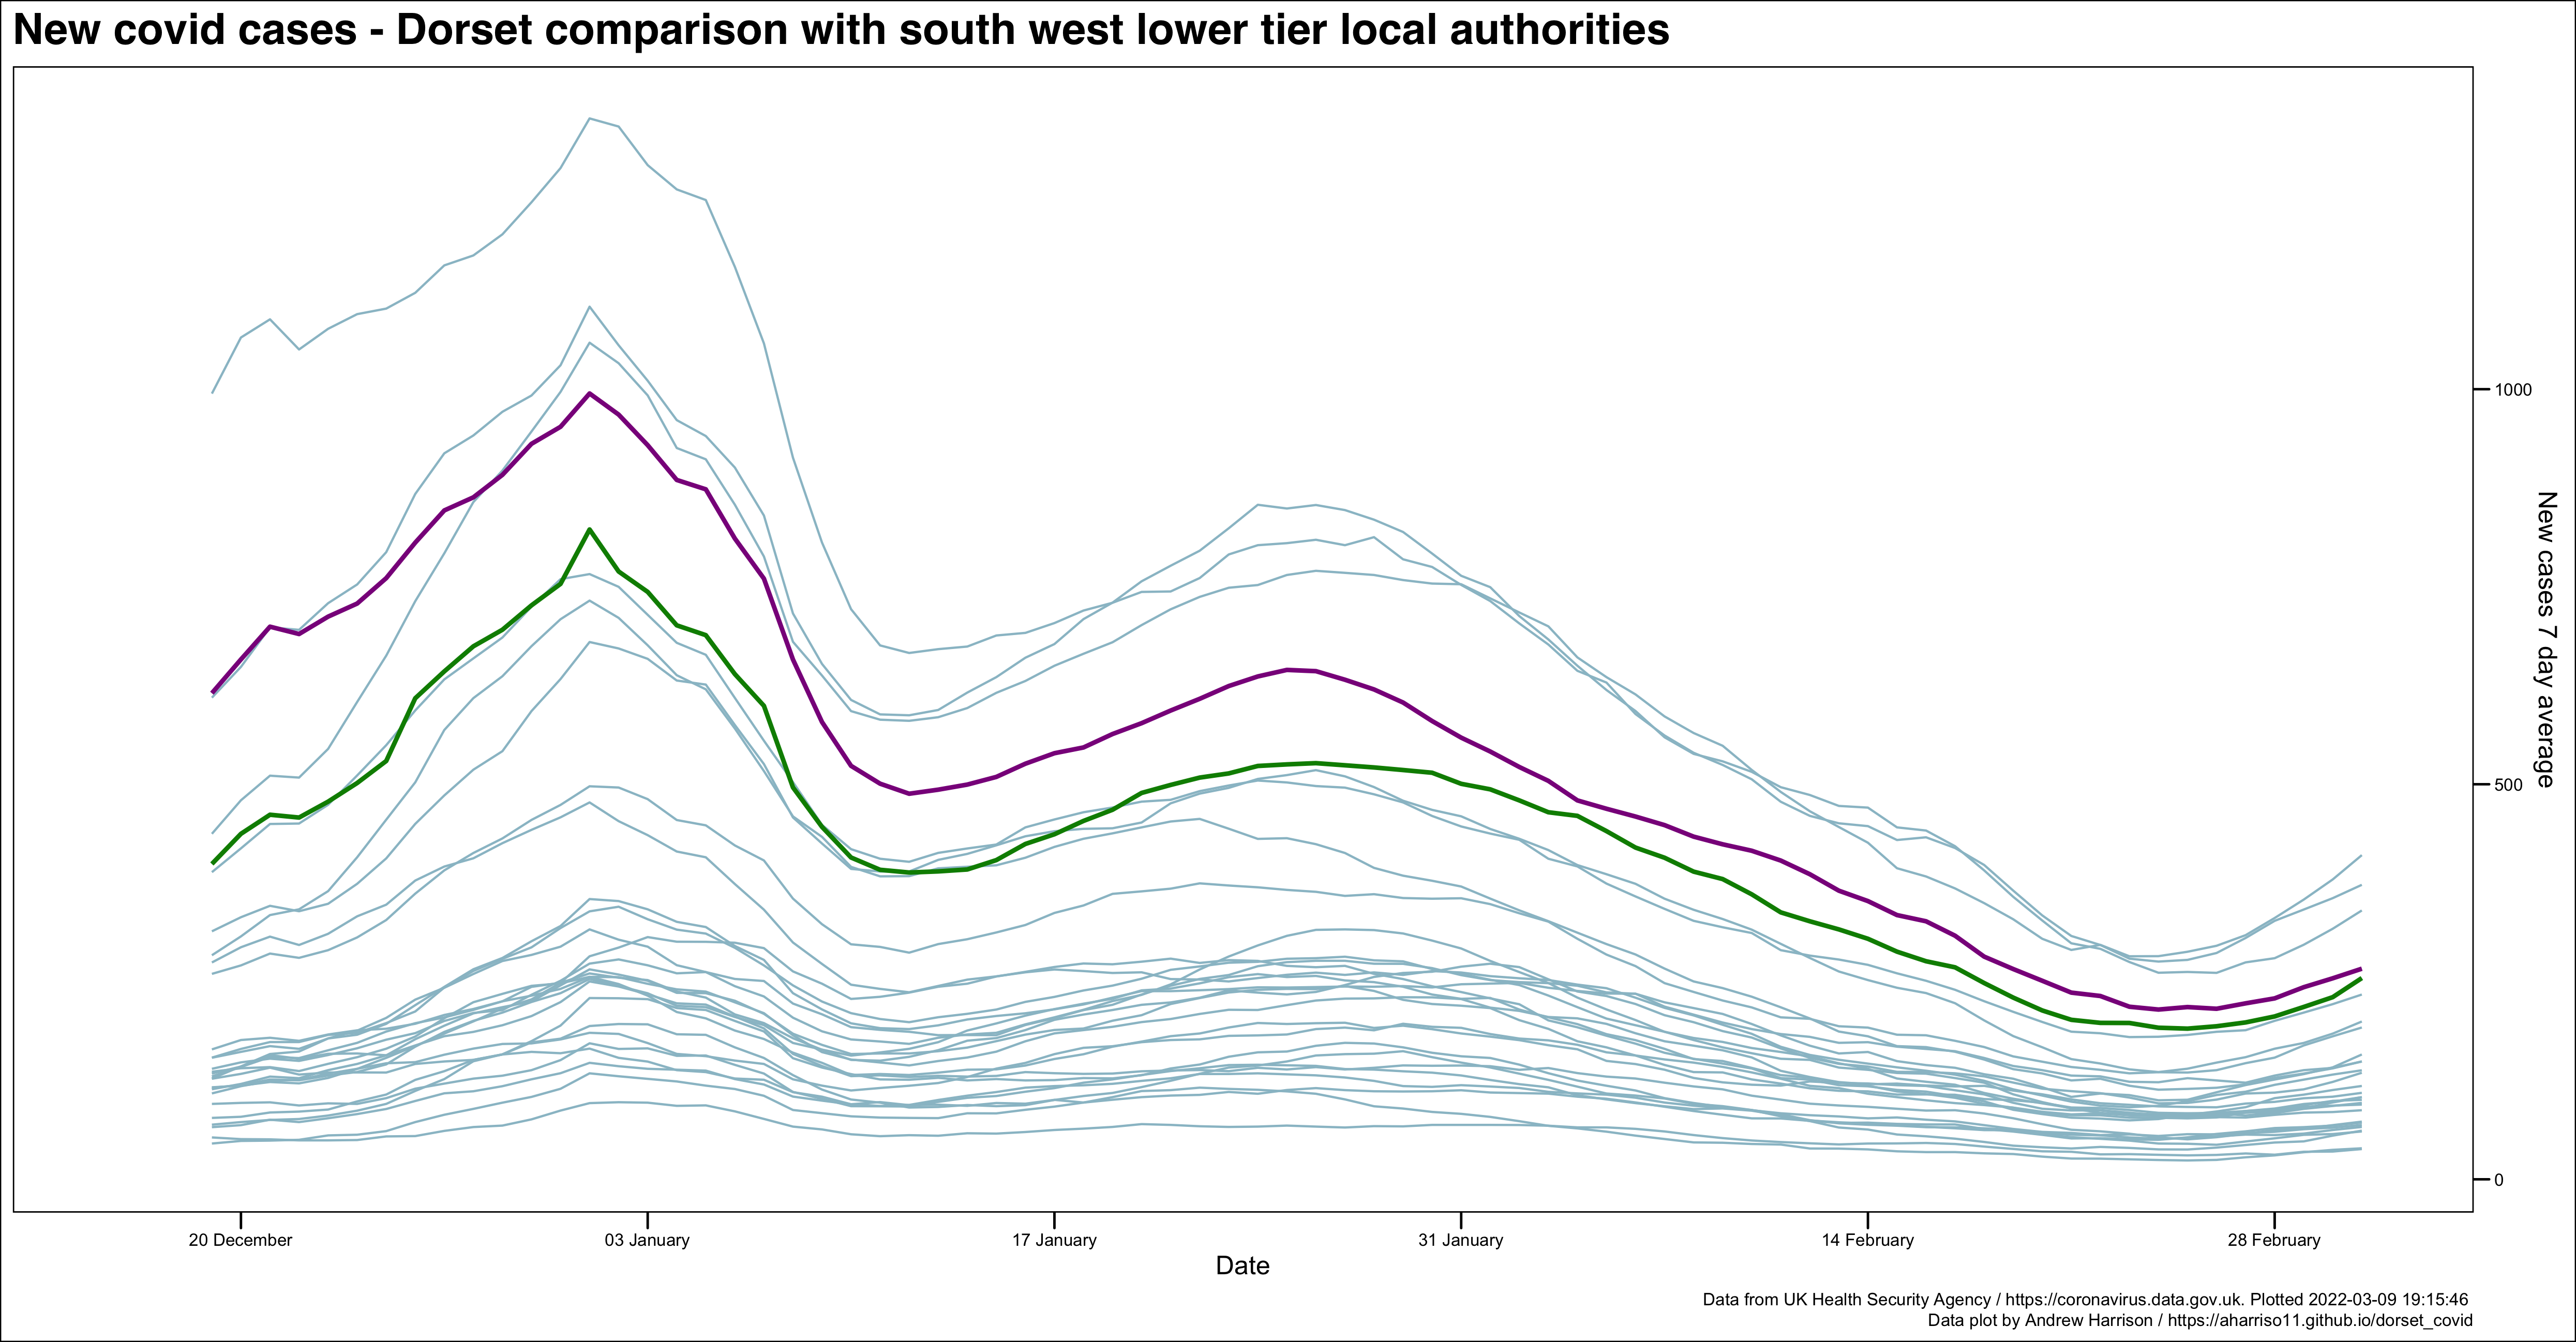 New covid cases - Dorset comparison with south west lower tier local authorities
1000
500
0
New cases 7 day average
20 December
03 January
17 January
31 January
14 February
28 February
Date
Data from UK Health Security Agency / https://coronavirus.data.gov.uk. Plotted 2022-03-09 19:15:46
Data plot by Andrew Harrison / https://aharriso11.github.io/dorset_covid